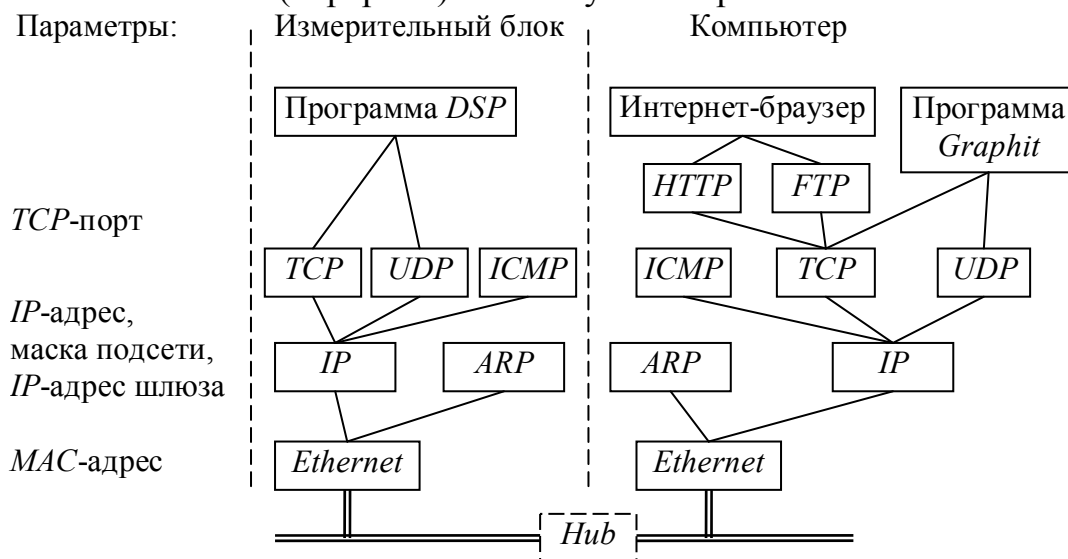 Параметры: Измерительный блок Компьютер
Программа DSP Интернет-браузер Программа
Graphit
HTTP FTP
TCP-порт
TCP UDP ICMP ICMP TCP UDP
IP-адрес,
маска подсети,
IP-адрес шлюза
IP ARP ARP IP
MAC-адрес Ethernet Ethernet
Hub